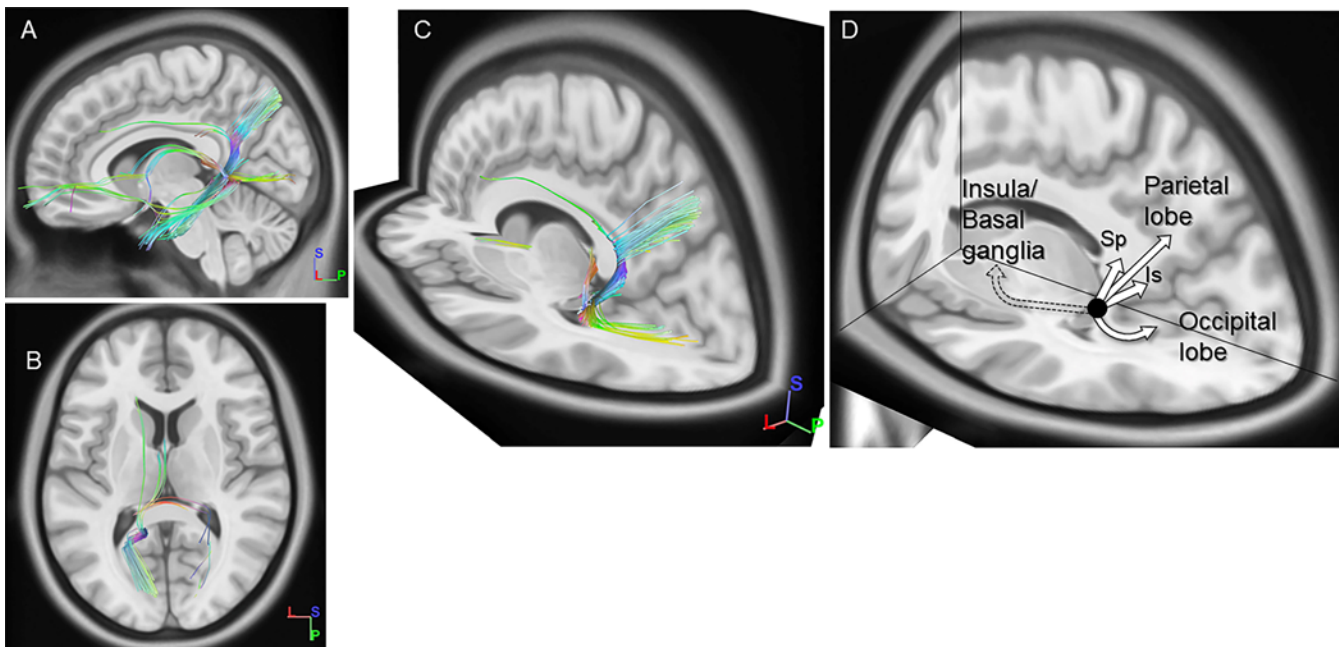 A
S
L
P
B
L
S
P
C
S
L
P
D
Insula/
Basal
ganglia
Sp
Parietal
lobe
Is
Occipital
lobe